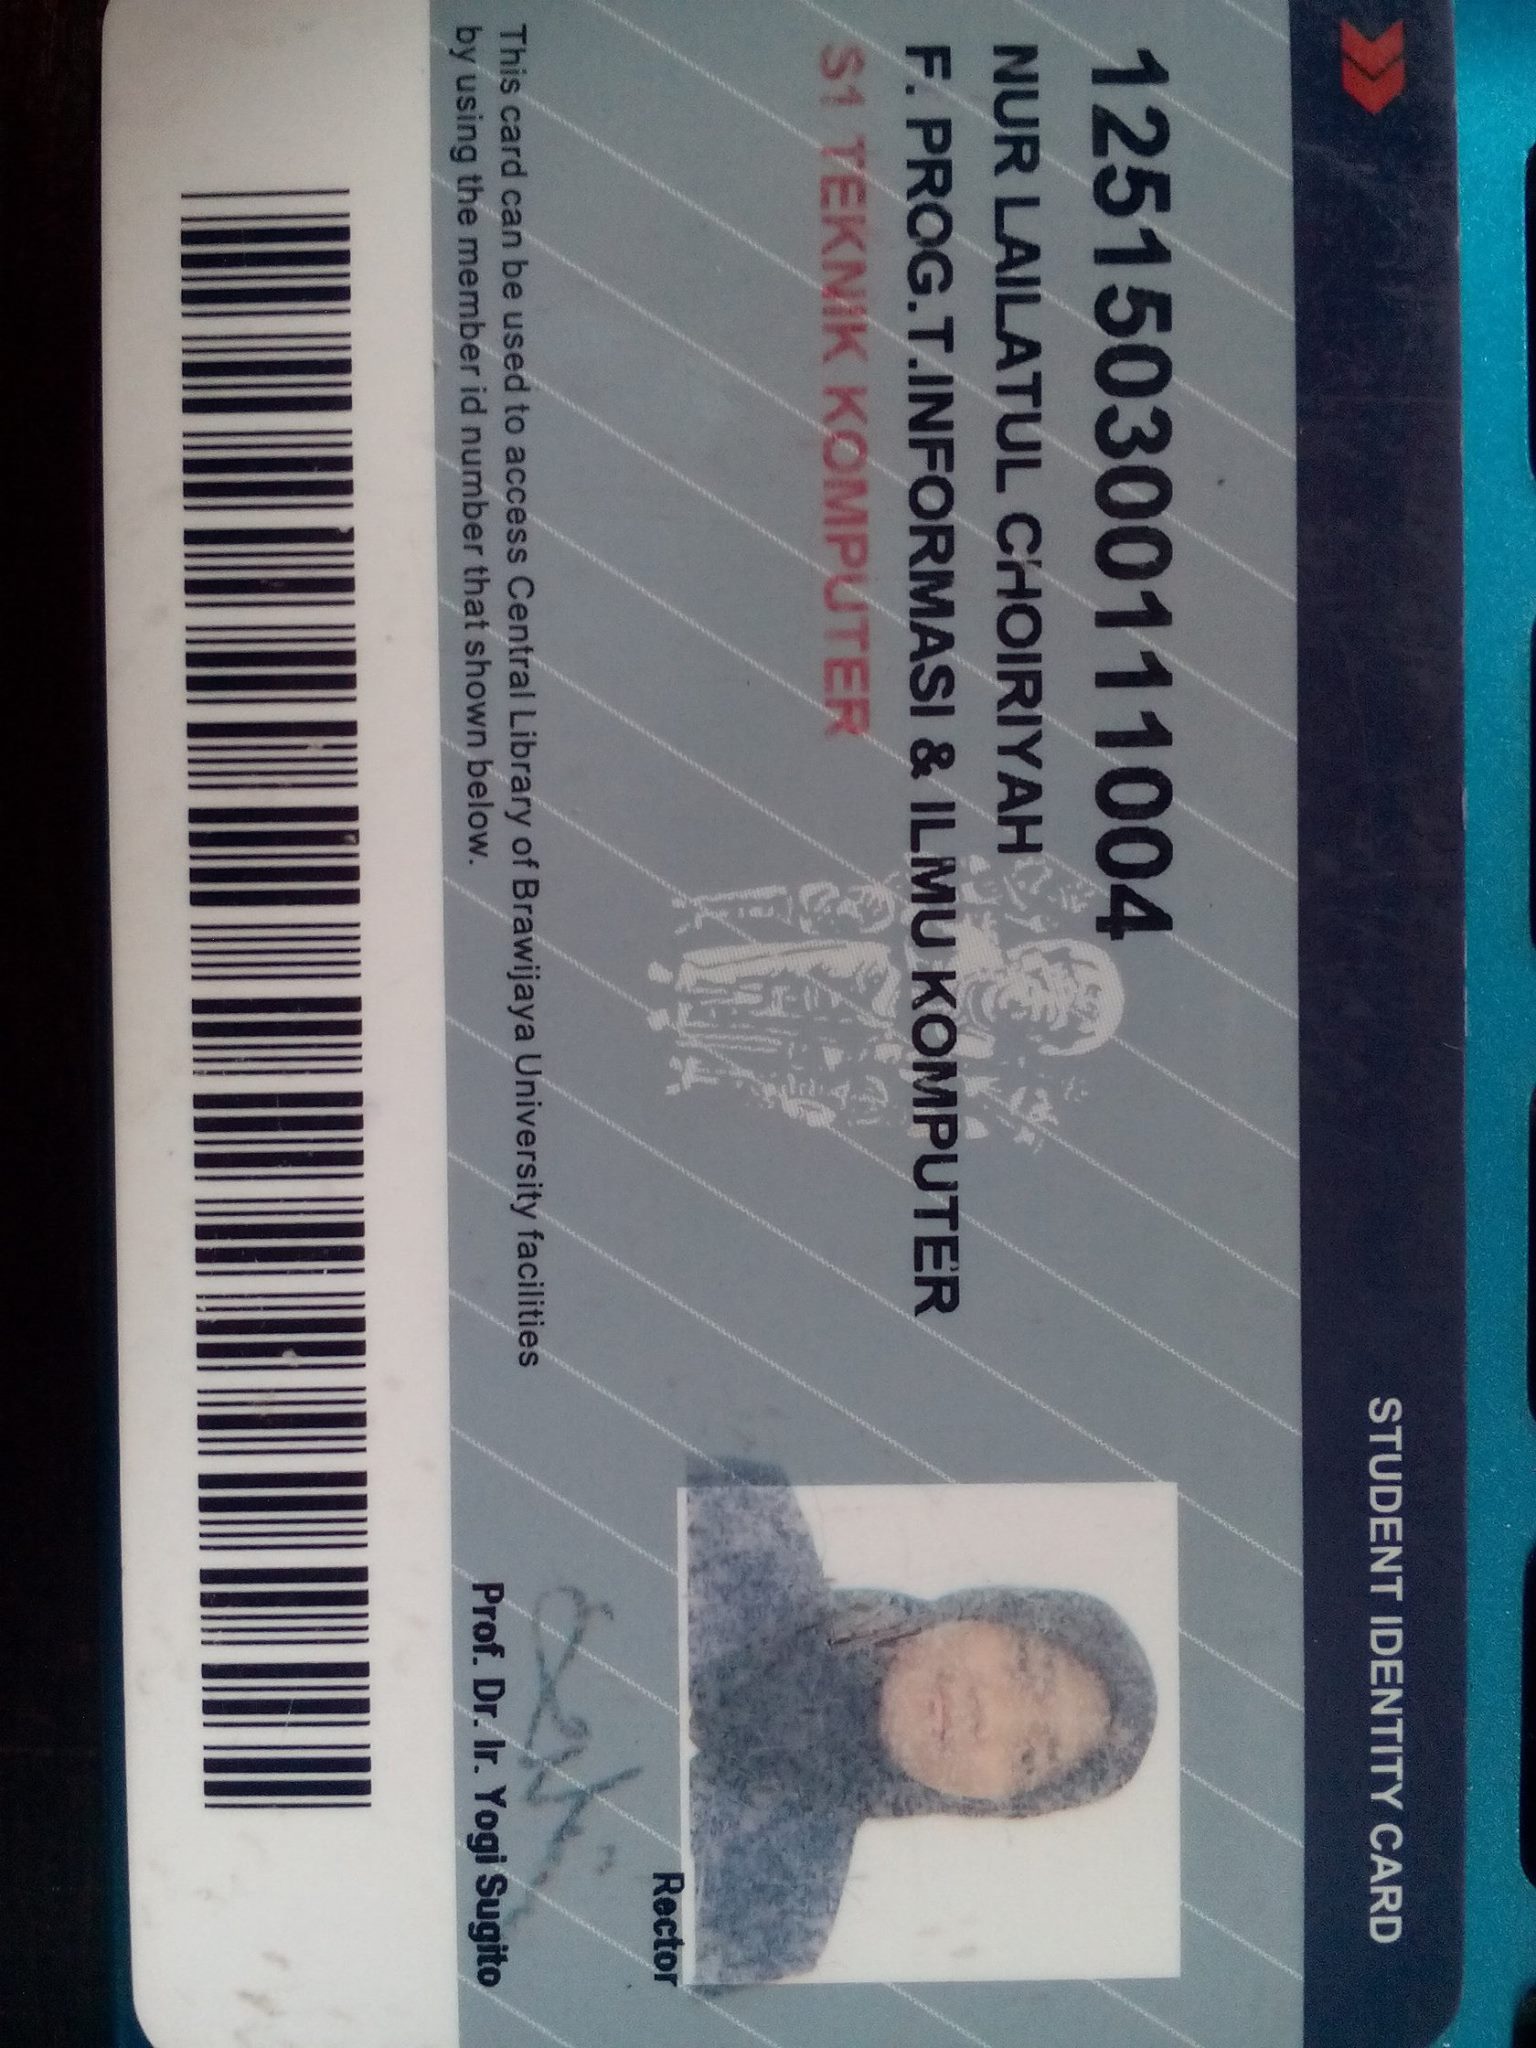 STUDENT IDENTITY CARD
125150300111004
NUR LAILATUL CHOIRIYAH
F. PROG.T.INFORMASI & ILMU KOMPUTER
S1 TEKNIK KOMPUTER
Rector
Prof. Dr. Ir. Yogi Sugito
This card can be used to access Central Library of Brawijaya University facilities
by using the member id number that shown below.